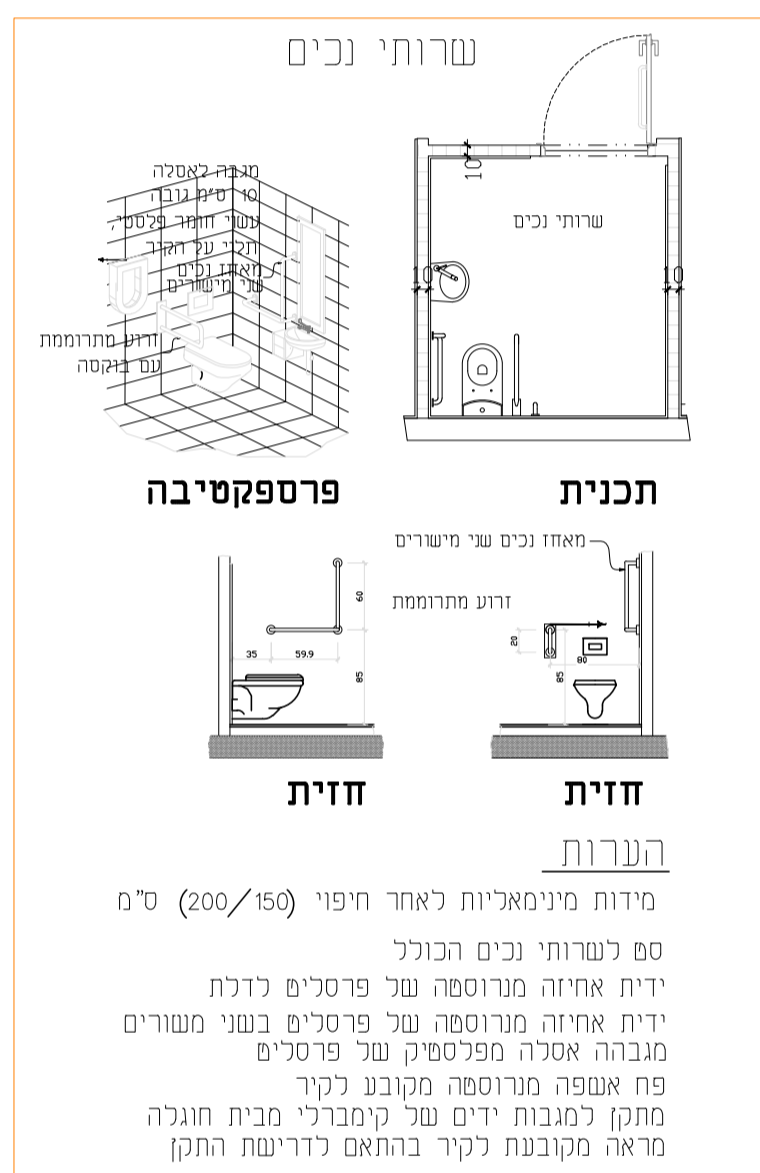 שרותי נכים
מגבה לאסלה
10 ס"מ גובה
עשוי חומר פלסטי,
תלוי על הקיר
מאחז נכים
שני מישורים
זרוע מתרוממת
עם בוקסה
פרספקטיבה
10
שרותי נכים
10
10
תכנית
מאחז נכים שני מישורים
זרוע מתרוממת
20
80
85
חזית
60
35
59.9
85
חזית
הערות
מידות מינימאליות לאחר חיפוי (200/150) ס"מ
סט לשרותי נכים הכולל
ידית אחיזה מנרוסטה של פרסליט לדלת
ידית אחיזה מנרוסטה של פרסליט בשני משורים
מגבהה אסלה מפלסטיק של פרסליט
פח אשפה מנרוסטה מקובע לקיר
מתקן למגבות ידים של קימברלי מבית חוגלה
מראה מקובעת לקיר בהתאם לדרישת התקן